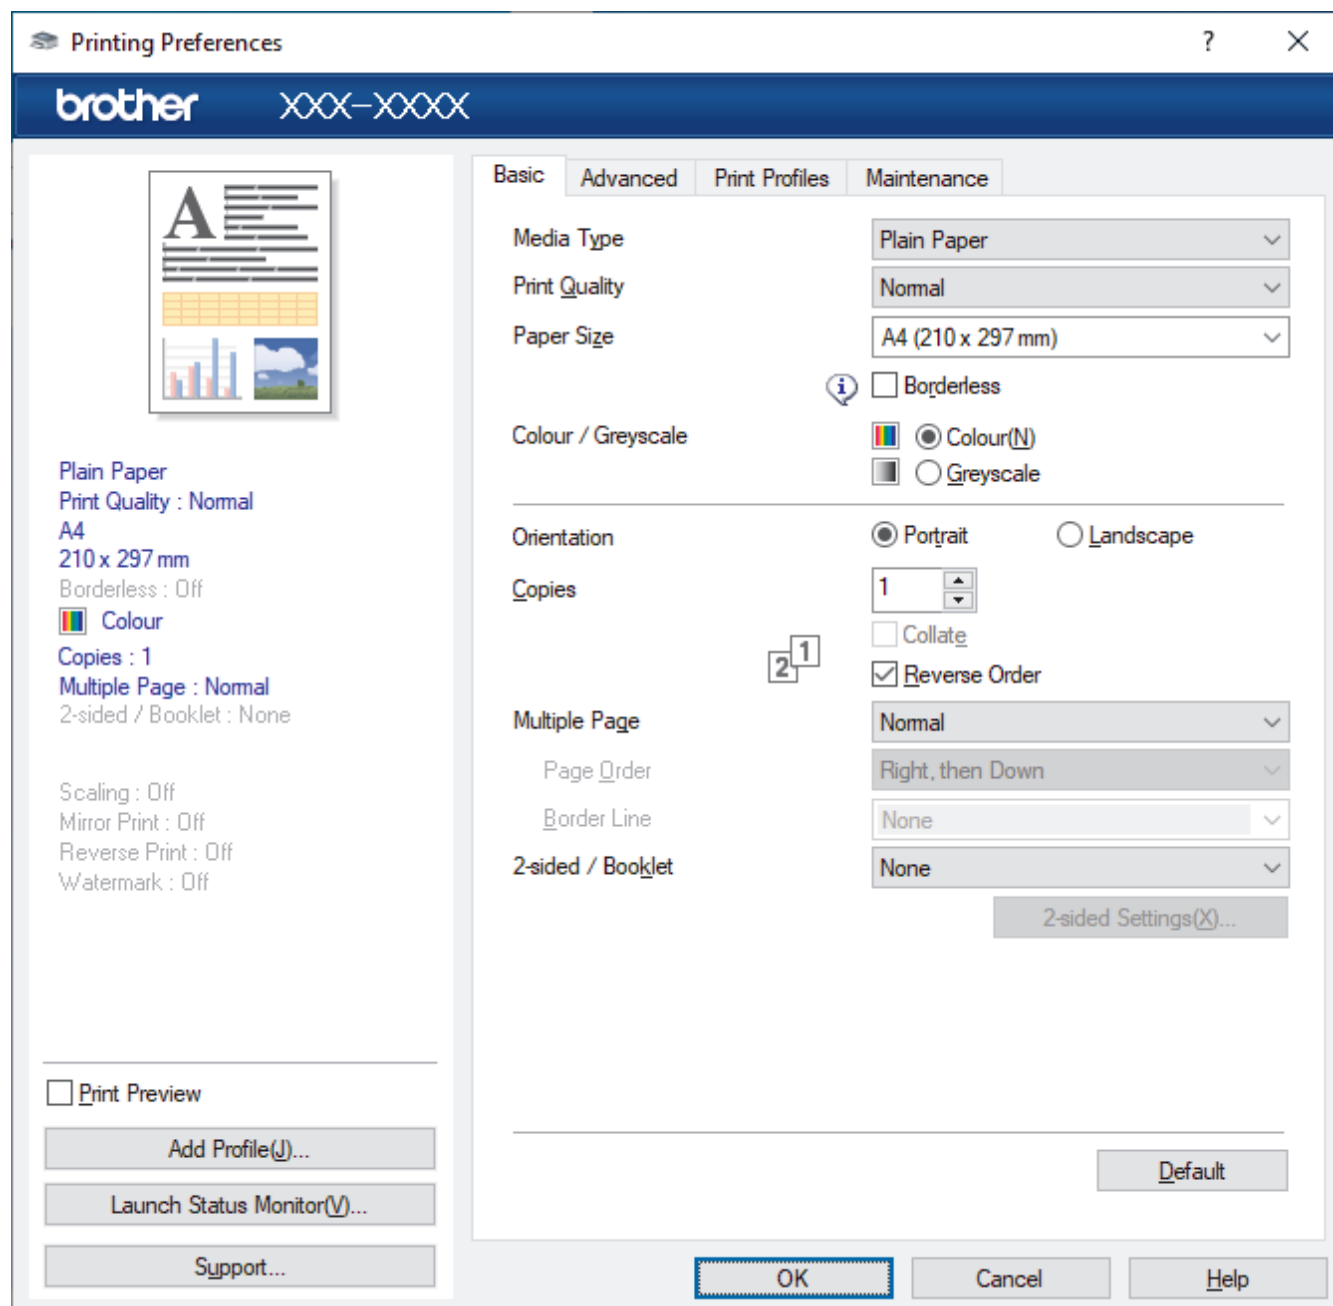 Printing Preferences ?
brother XXX-XXXX
A
Plain Paper
Print Quality : Normal
A4
210 x 297 mm
Borderless : Off
Colour
Copies : 1
Multiple Page : Normal
2-sided / Booklet : None
Scaling : Off
Mirror Print : Off
Reverse Print : Off
Watermark : Off
Print Preview
Add Profile(J)...
Launch Status Monitor(V)...
Support...
Basic Advanced Print Profiles Maintenance
Media Type Plain Paper
Print Quality Normal
Paper Size A4 (210 x 297 mm)
i Borderless
Colour / Greyscale Colour(N)
Greyscale
Orientation Portrait Landscape
Copies 1
Collate
2 1 Reverse Order
Multiple Page Normal
Page Order Right, then Down
Border Line None
2-sided / Booklet None
2-sided Settings(X)...
Default
OK Cancel Help